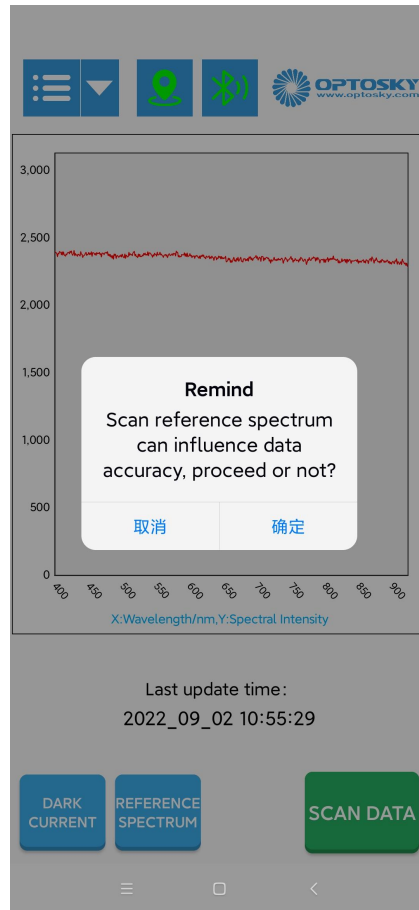 OPTOSKY
www.optosky.com
3,000
2,500
2,000
1,500
1,000
500
0
Remind
Scan reference spectrum
can influence data
accuracy, proceed or not?
取消 确定
400 450 500 550 600 650 700 750 800 850 900
X:Wavelength/nm,Y:Spectral Intensity
Last update time:
2022_09_02 10:55:29
DARK
CURRENT
REFERENCE
SPECTRUM
SCAN DATA